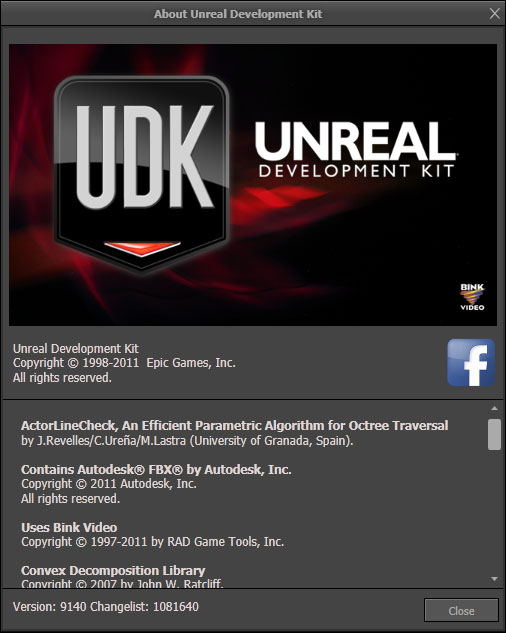 About Unreal Development Kit
UDK
UNREAL
DEVELOPMENT KIT
BINK
VIDEO
Unreal Development Kit
Copyright © 1998-2011 Epic Games, Inc.
All rights reserved.
f
ActorLineCheck, An Efficient Parametric Algorithm for Octree Traversal
by J.Revelles/C.Ureña/M.Lastra (University of Granada, Spain).
Contains Autodesk® FBX® by Autodesk, Inc.
Copyright © 2011 Autodesk, Inc.
All rights reserved.
Uses Bink Video
Copyright © 1997-2011 by RAD Game Tools, Inc.
Convex Decomposition Library
Copyright © 2007 by John W. Ratcliff.
Version: 9140 Changelist: 1081640
Close